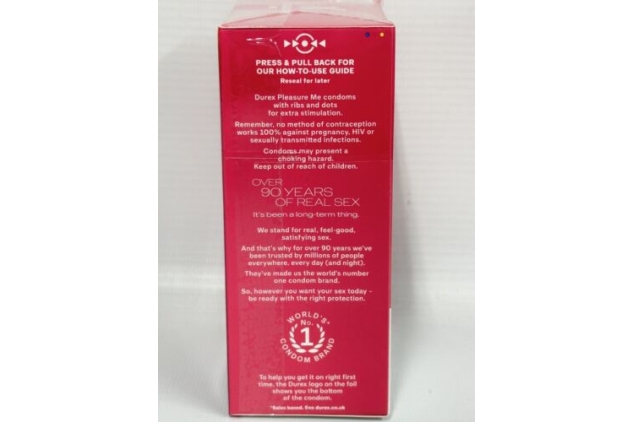 PRESS & PULL BACK FOR
OUR HOW-TO-USE GUIDE
Reseal for later
Durex Pleasure Me condoms
with ribs and dots
for extra stimulation.
Remember, no method of contraception
works 100% against pregnancy, HIV or
sexually transmitted infections.
Condoms may present a
choking hazard.
Keep out of reach of children.
OVER
90 YEARS
OF REAL SEX
It's been a long-term thing.
We stand for real, feel-good,
satisfying sex.
And that's why for over 90 years we've
been trusted by millions of people
everywhere, every day (and night).
They've made us the world's number
one condom brand.
So, however you want your sex today –
be ready with the right protection.
WORLD'S*
No.
1
CONDOM BRAND
To help you get it on right first
time, the Durex logo on the foil
shows you the bottom
of the condom.
*Sales based. See durex.co.uk